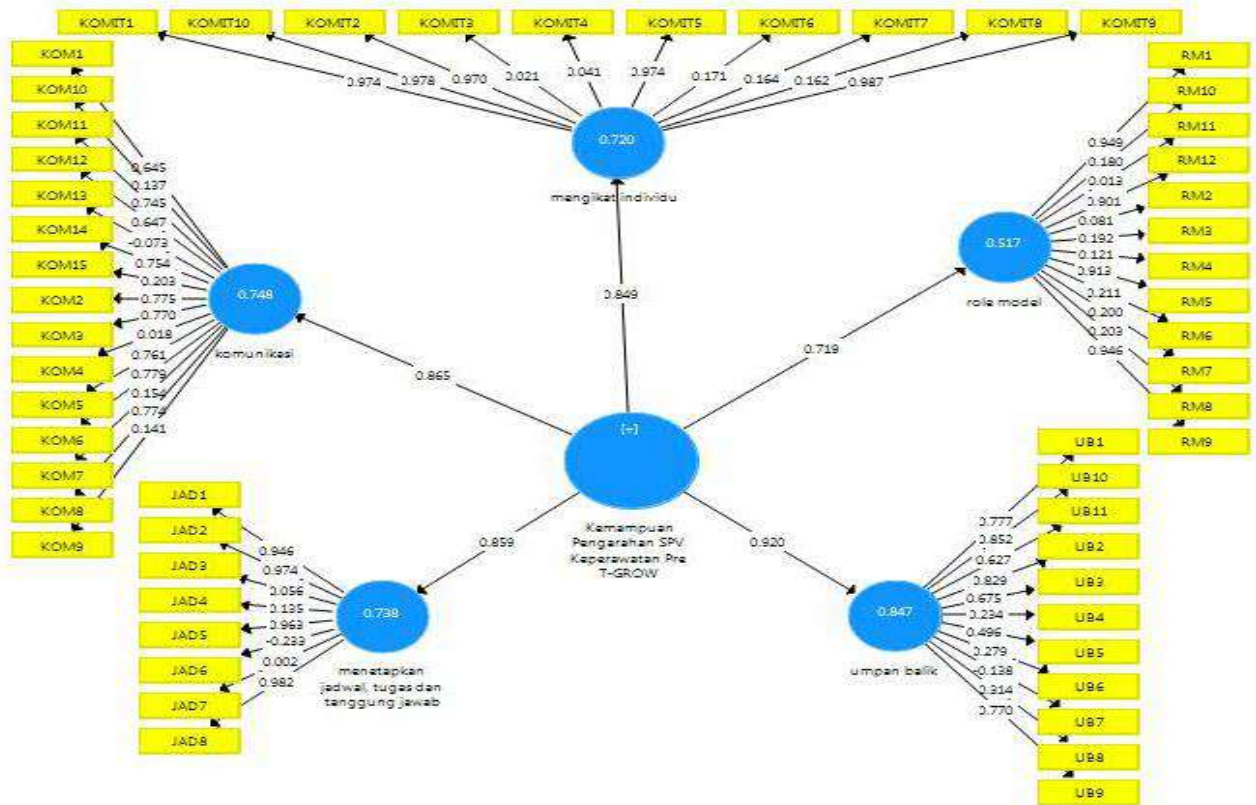 KOMIT1 KOMIT10 KOMIT2 KOMIT3 KOMIT4 KOMIT5 KOMIT6 KOMIT7 KOMIT8 KOMIT9
0.974 0.978 0.970 0.021 0.041 0.974 0.171 0.164 0.162 0.987
0.720
mengikat individu
KOM1
KOM10
KOM11
KOM12
KOM13
KOM14
KOM15
KOM2
KOM3
KOM4
KOM5
KOM6
KOM7
KOM8
KOM9
0.645
0.137
0.745
0.647
-0.073
0.754
0.203
0.775
0.770
0.018
0.761
0.779
0.154
0.774
0.141
0.748
komunikasi
RM1
RM10
RM11
RM12
RM2
RM3
RM4
RM5
RM6
RM7
RM8
RM9
0.949
0.180
0.013
0.901
0.081
0.192
0.121
0.913
0.211
0.200
0.203
0.946
0.517
role model
0.849
0.865
0.719
0.859
0.920
[+]
Kemampuan
Pengarahan SPV
Keperawatan Pre
T-GROW
JAD1
JAD2
JAD3
JAD4
JAD5
JAD6
JAD7
JAD8
0.946
0.974
0.056
0.135
0.963
-0.233
0.002
0.982
0.738
menetapkan
jadwal, tugas dan
tanggung jawab
UB1
UB10
UB11
UB2
UB3
UB4
UB5
UB6
UB7
UB8
UB9
0.777
0.852
0.627
0.829
0.675
0.234
0.496
0.279
-0.138
0.314
0.770
0.847
umpan balik